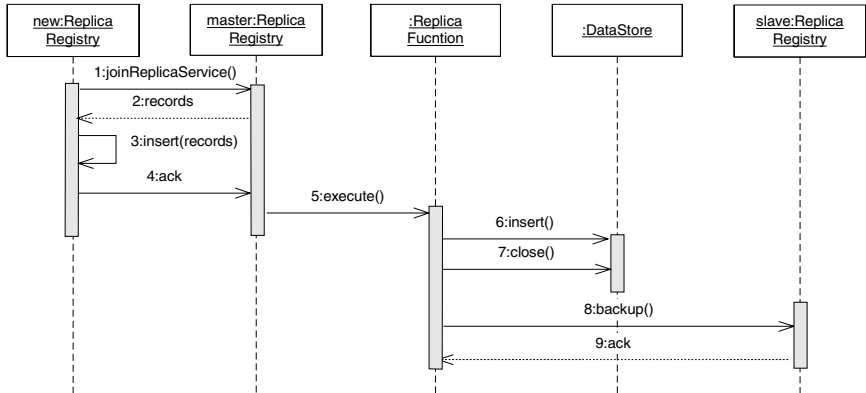 new:Replica
Registry
master:Replica
Registry
:Replica
Fucntion
:DataStore
slave:Replica
Registry
1:joinReplicaService()
2:records
3:insert(records)
4:ack
5:execute()
6:insert()
7:close()
8:backup()
9:ack